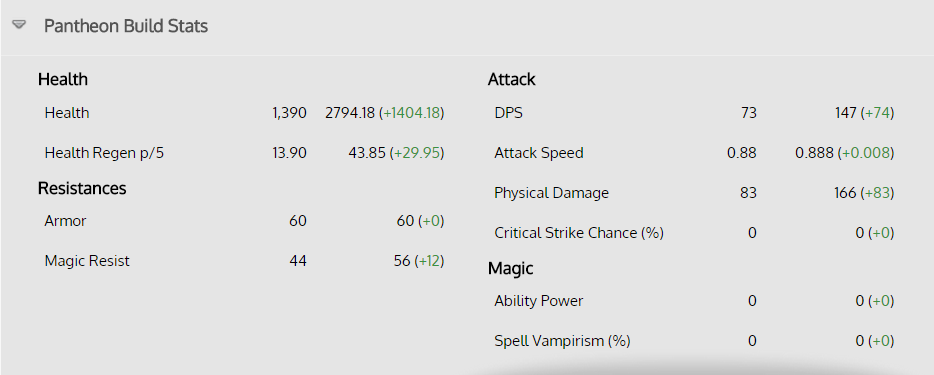 Pantheon Build Stats
Health
Health 1,390 2794.18 (+1404.18)
Health Regen p/5 13.90 43.85 (+29.95)
Resistances
Armor 60 60 (+0)
Magic Resist 44 56 (+12)
Attack
DPS 73 147 (+74)
Attack Speed 0.88 0.888 (+0.008)
Physical Damage 83 166 (+83)
Critical Strike Chance (%) 0 0 (+0)
Magic
Ability Power 0 0 (+0)
Spell Vampirism (%) 0 0 (+0)